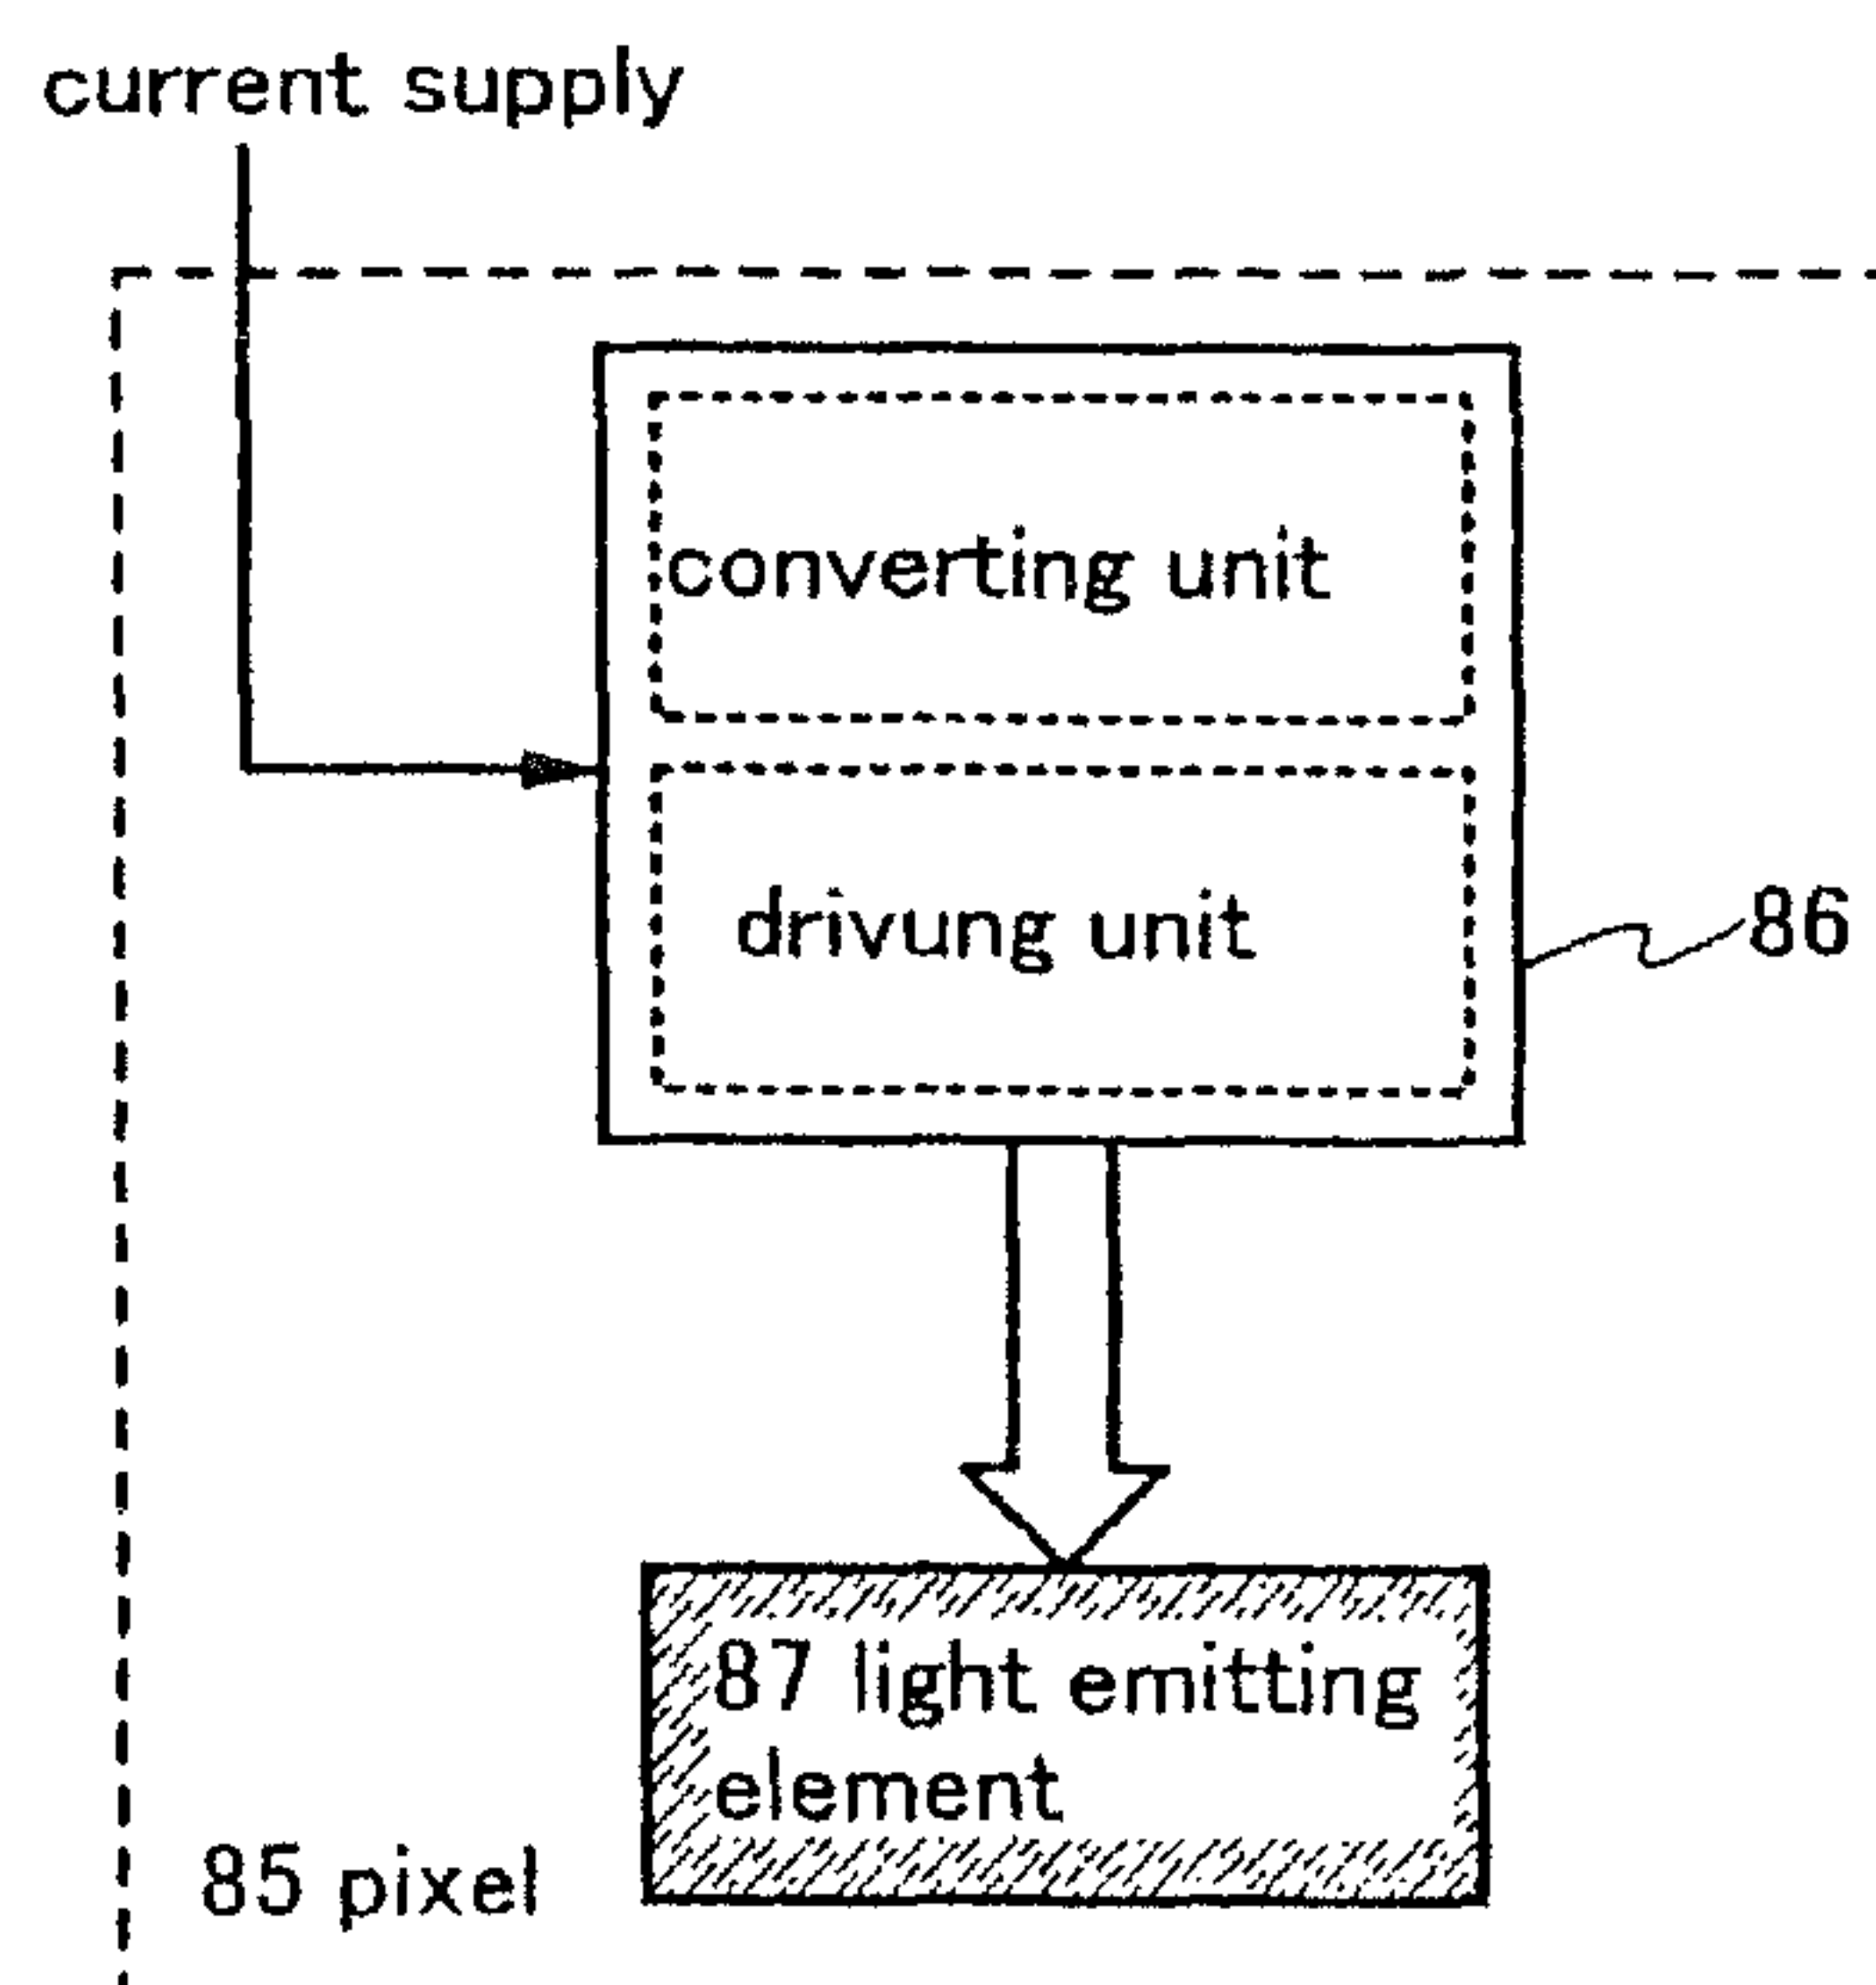 current supply
converting unit
drivung unit
86
87 light emitting
element
85 pixel